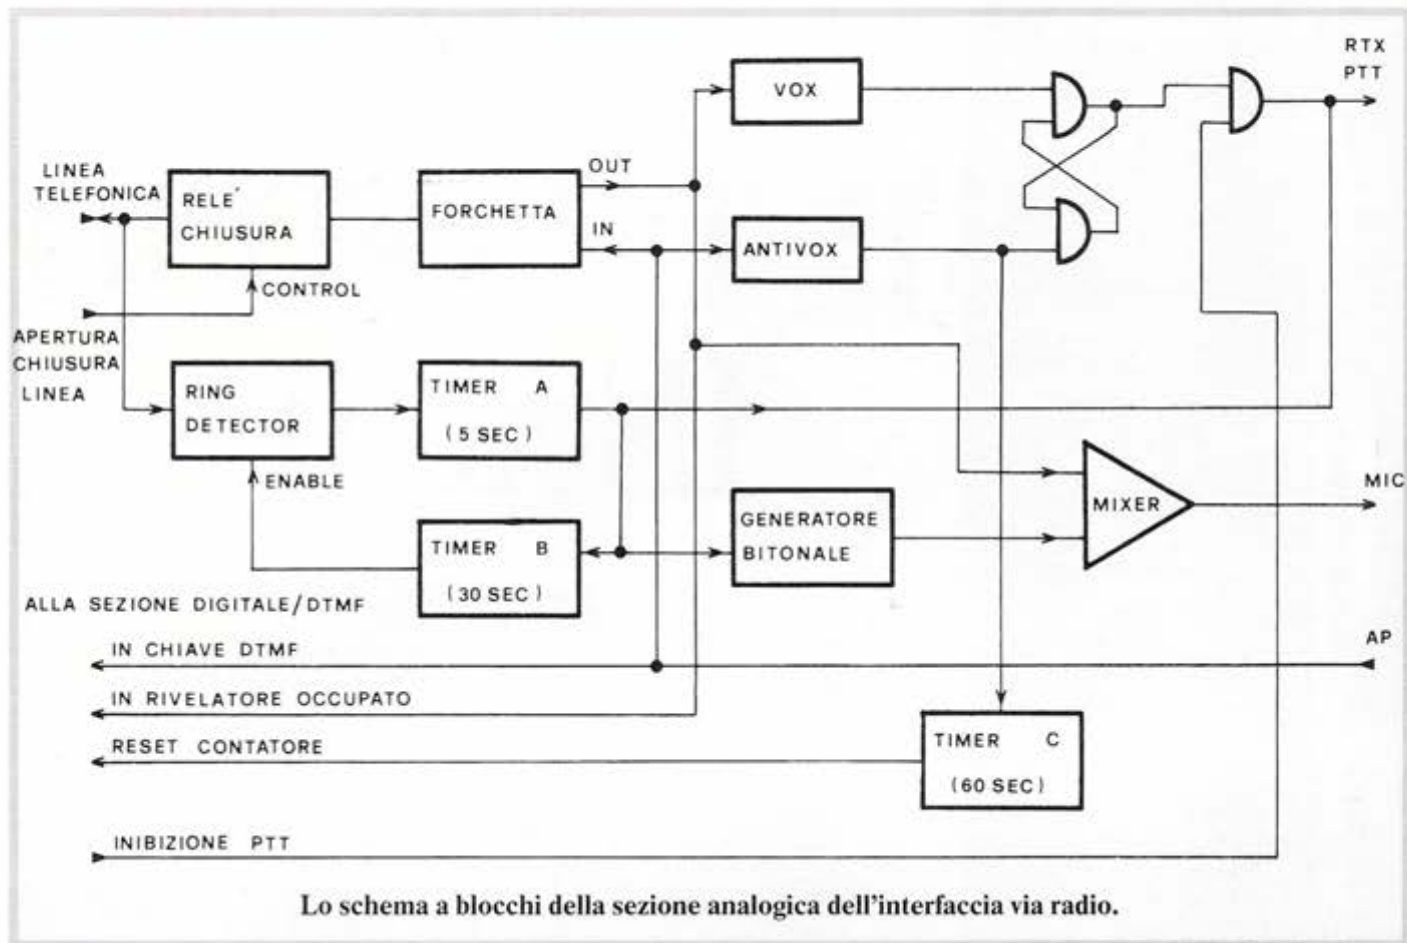 RTX
PTT
VOX
LINEA
TELEFONICA
RELE'
CHIUSURA
FORCHETTA
OUT
IN
ANTIVOX
CONTROL
APERTURA
CHIUSURA
LINEA
RING
DETECTOR
TIMER A
(5 SEC)
ENABLE
MIXER
MIC
GENERATORE
BITONALE
TIMER B
(30 SEC)
ALLA SEZIONE DIGITALE/DTMF
IN CHIAVE DTMF
AP
IN RIVELATORE OCCUPATO
RESET CONTATORE
TIMER C
(60 SEC)
INIBIZIONE PTT
Lo schema a blocchi della sezione analogica dell'interfaccia via radio.